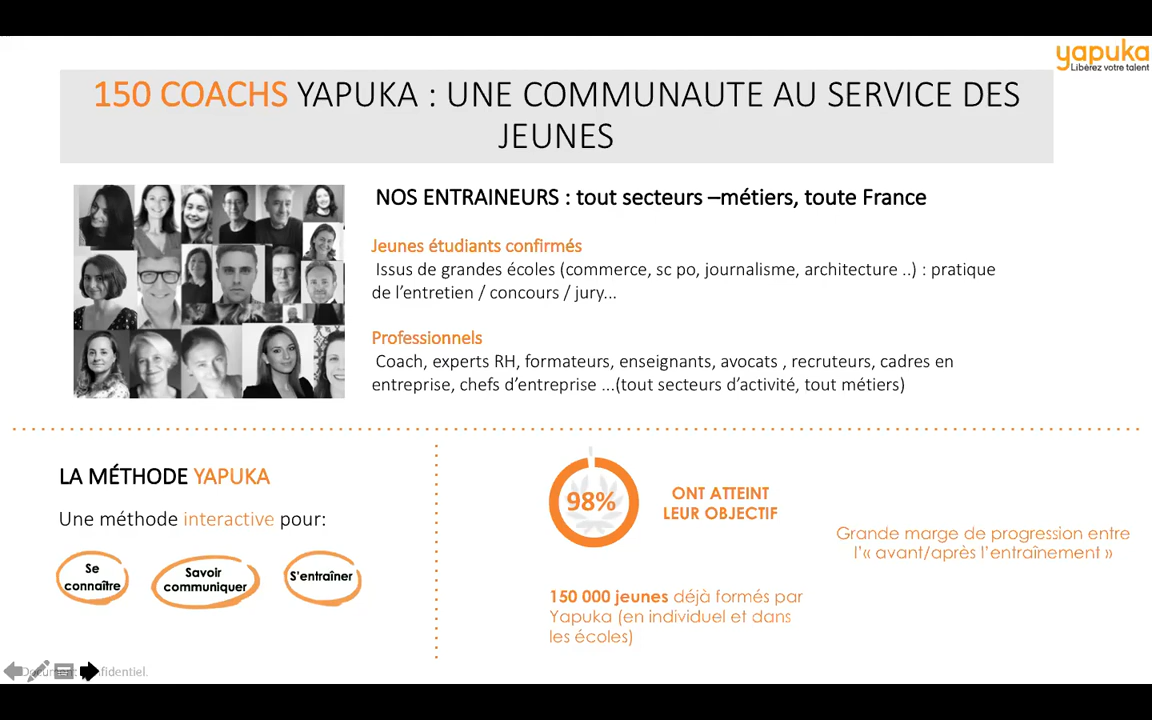 yapuka
Libérez votre talent
150 COACHS YAPUKA : UNE COMMUNAUTE AU SERVICE DES
JEUNES
NOS ENTRAINEURS : tout secteurs –métiers, toute France
Jeunes étudiants confirmés
Issus de grandes écoles (commerce, sc po, journalisme, architecture ..) : pratique
de l’entretien / concours / jury...
Professionnels
Coach, experts RH, formateurs, enseignants, avocats , recruteurs, cadres en
entreprise, chefs d’entreprise ...(tout secteurs d’activité, tout métiers)
LA MÉTHODE YAPUKA
Une méthode interactive pour:
Se
connaître
Savoir
communiquer
S'entraîner
98%
ONT ATTEINT
LEUR OBJECTIF
Grande marge de progression entre
l’« avant/après l’entraînement »
150 000 jeunes déjà formés par
Yapuka (en individuel et dans
les écoles)